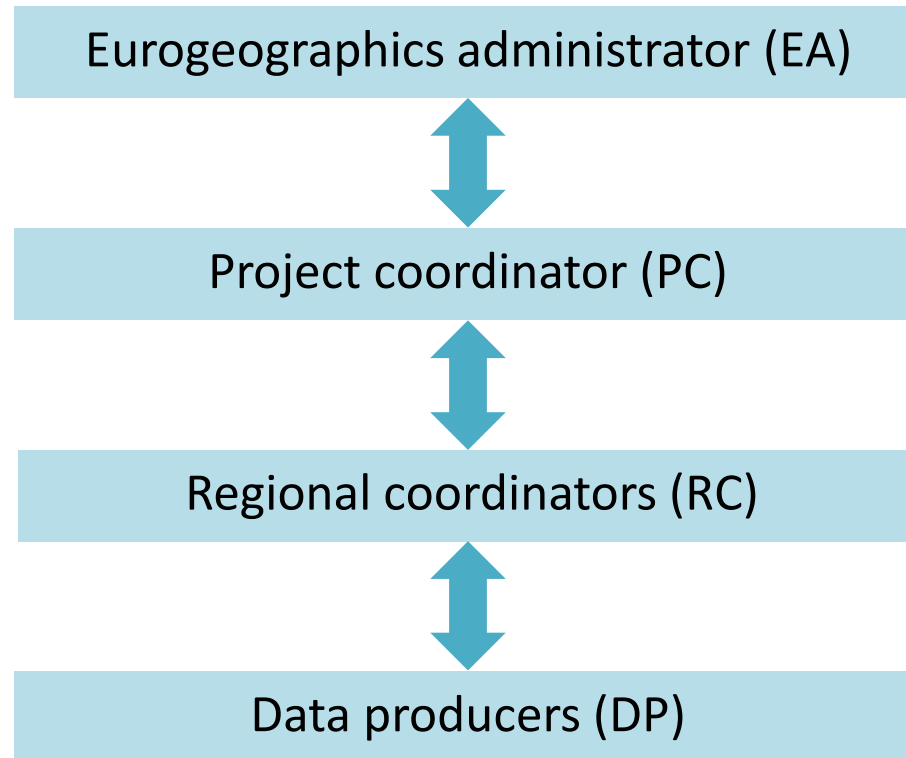 Eurogeographics administrator (EA)
Project coordinator (PC)
Regional coordinators (RC)
Data producers (DP)